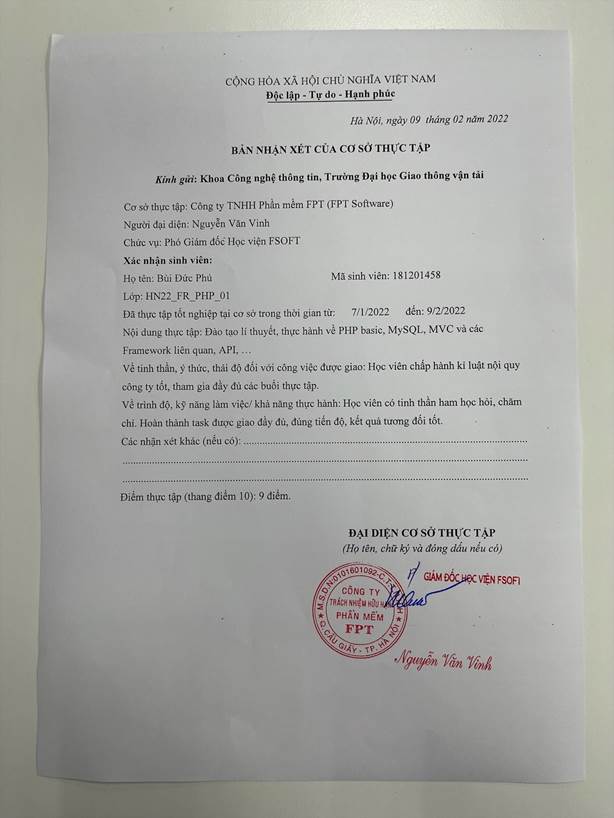 CỘNG HÒA XÃ HỘI CHỦ NGHĨA VIỆT NAM
Độc lập - Tự do - Hạnh phúc
Hà Nội, ngày 09 tháng 02 năm 2022
BẢN NHẬN XÉT CỦA CƠ SỞ THỰC TẬP
Kính gửi: Khoa Công nghệ thông tin, Trường Đại học Giao thông vận tải
Cơ sở thực tập: Công ty TNHH Phần mềm FPT (FPT Software)
Người đại diện: Nguyễn Văn Vinh
Chức vụ: Phó Giám đốc Học viện FSOFT
Xác nhận sinh viên:
Họ tên: Bùi Đức Phú Mã sinh viên: 181201458
Lớp: HN22_FR_PHP_01
Đã thực tập tốt nghiệp tại cơ sở trong thời gian từ: 7/1/2022 đến: 9/2/2022
Nội dung thực tập: Đào tạo lí thuyết, thực hành về PHP basic, MySQL, MVC và các
Framework liên quan, API, …
Về tinh thần, ý thức, thái độ đối với công việc được giao: Học viên chấp hành kỉ luật nội quy
công ty tốt, tham gia đầy đủ các buổi thực tập.
Về trình độ, kỹ năng làm việc/ khả năng thực hành: Học viên có tinh thần ham học hỏi, chăm
chỉ. Hoàn thành task được giao đầy đủ, đúng tiến độ, kết quả tương đối tốt.
Các nhận xét khác (nếu có):
Điểm thực tập (thang điểm 10): 9 điểm.
ĐẠI DIỆN CƠ SỞ THỰC TẬP
(Họ tên, chữ ký và đóng dấu nếu có)
GIÁM ĐỐC HỌC VIỆN FSOFT
M.S.D.N:0101601092-C.T.
CÔNG TY
TRÁCH NHIỆM HỮU HẠN
PHẦN MỀM
FPT
Q. CẦU GIẤY - TP. HÀ NỘI
Nguyễn Văn Vinh